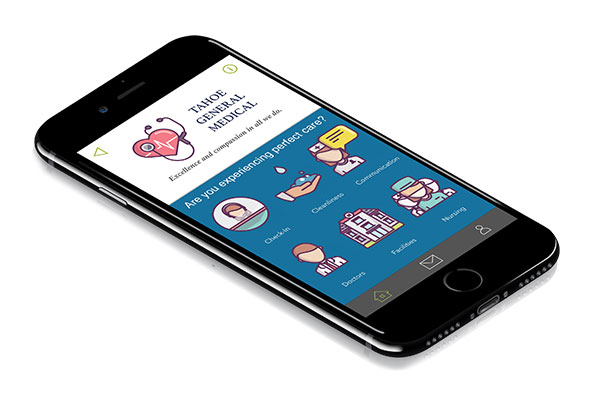 TAHOE
GENERAL
MEDICAL
Excellence and compassion in all we do.
Are you experiencing perfect care?
Check-In
Cleanliness
Communication
Doctors
Facilities
Nursing